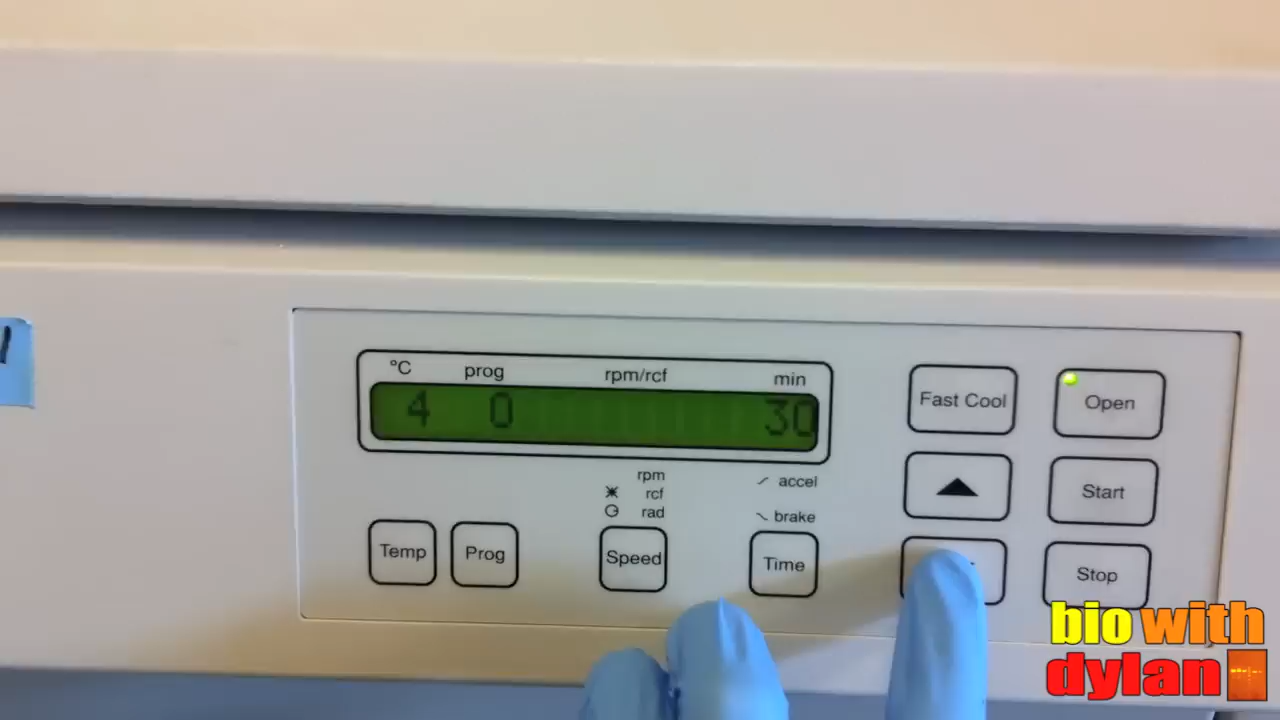 °C prog rpm/rcf min
4 0 30
rpm
rcf
rad
accel
brake
Temp
Prog
Speed
Time
Fast Cool
Open
Start
Stop
bio with
dylan